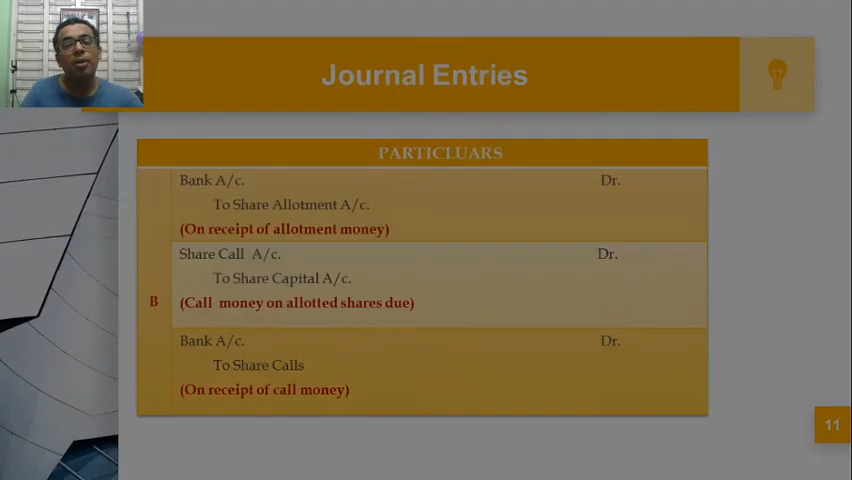 Journal Entries
PARTICLUARS
Bank A/c. Dr.
To Share Allotment A/c.
(On receipt of allotment money)
Share Call A/c. Dr.
To Share Capital A/c.
B
(Call money on allotted shares due)
Bank A/c. Dr.
To Share Calls
(On receipt of call money)
11